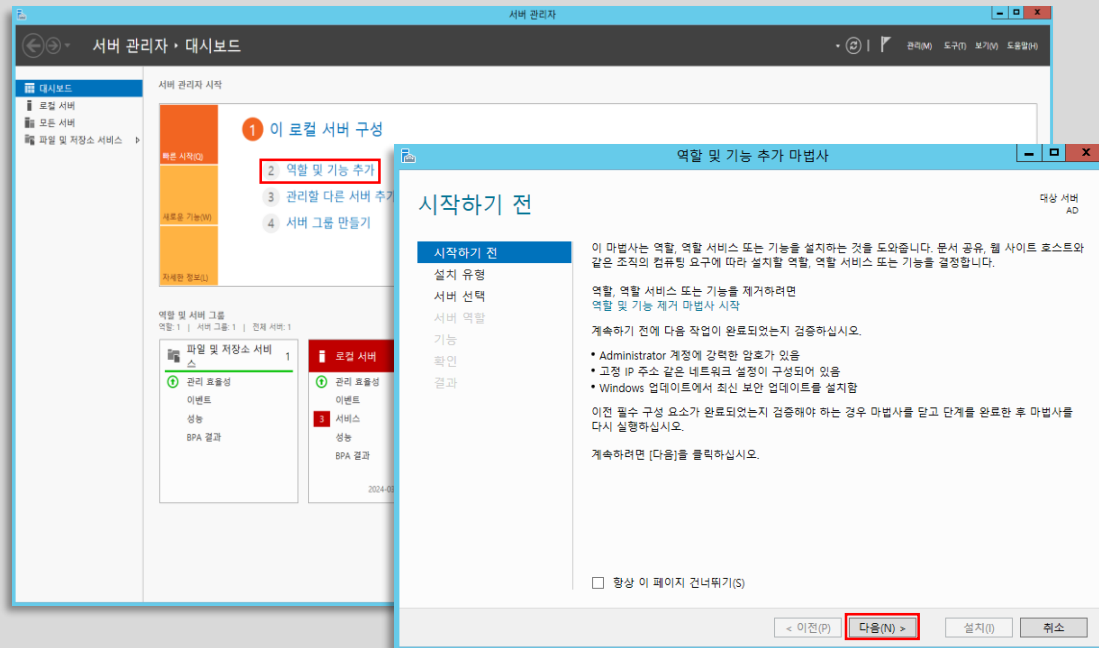 서버 관리자
서버 관리자 ‣ 대시보드
관리(M) 도구(T) 보기(V) 도움말(H)
대시보드
로컬 서버
모든 서버
파일 및 저장소 서비스
서버 관리자 시작
빠른 시작(Q)
새로운 기능(W)
자세한 정보(L)
1 이 로컬 서버 구성
2 역할 및 기능 추가
3 관리할 다른 서버 추가
4 서버 그룹 만들기
역할 및 서버 그룹
역할: 1 | 서버 그룹: 1 | 전체 서버: 1
파일 및 저장소 서비
스
1
관리 효율성
이벤트
성능
BPA 결과
로컬 서버
관리 효율성
이벤트
3 서비스
성능
BPA 결과
역할 및 기능 추가 마법사
시작하기 전
대상 서버
AD
시작하기 전
설치 유형
서버 선택
서버 역할
기능
확인
결과
이 마법사는 역할, 역할 서비스 또는 기능을 설치하는 것을 도와줍니다. 문서 공유, 웹 사이트 호스트와
같은 조직의 컴퓨팅 요구에 따라 설치할 역할, 역할 서비스 또는 기능을 결정합니다.
역할, 역할 서비스 또는 기능을 제거하려면
역할 및 기능 제거 마법사 시작
계속하기 전에 다음 작업이 완료되었는지 검증하십시오.
• Administrator 계정에 강력한 암호가 있음
• 고정 IP 주소 같은 네트워크 설정이 구성되어 있음
• Windows 업데이트에서 최신 보안 업데이트를 설치함
이전 필수 구성 요소가 완료되었는지 검증해야 하는 경우 마법사를 닫고 단계를 완료한 후 마법사를
다시 실행하십시오.
계속하려면 [다음]을 클릭하십시오.
항상 이 페이지 건너뛰기(S)
< 이전(P)
다음(N) >
설치(I)
취소